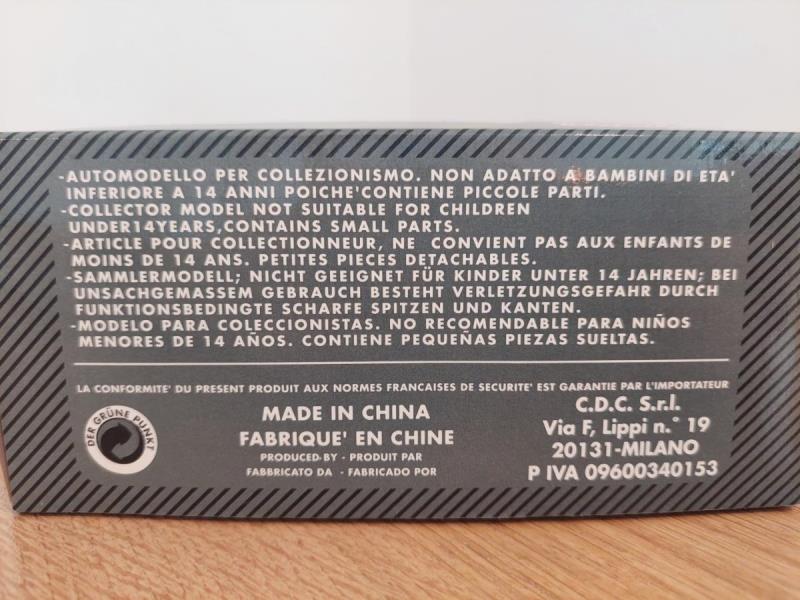 -AUTOMODELLO PER COLLEZIONISMO. NON ADATTO A BAMBINI DI ETA'
INFERIORE A 14 ANNI POICHE'CONTIENE PICCOLE PARTI.
-COLLECTOR MODEL NOT SUITABLE FOR CHILDREN
UNDER14YEARS,CONTAINS SMALL PARTS.
-ARTICLE POUR COLLECTIONNEUR, NE CONVIENT PAS AUX ENFANTS DE
MOINS DE 14 ANS. PETITES PIECES DETACHABLES.
-SAMMLERMODELL; NICHT GEEIGNET FÜR KINDER UNTER 14 JAHREN; BEI
UNSACHGEMASSEM GEBRAUCH BESTEHT VERLETZUNGSGEFAHR DURCH
FUNKTIONSBEDINGTE SCHARFE SPITZEN UND KANTEN.
-MODELO PARA COLECCIONISTAS. NO RECOMENDABLE PARA NIÑOS
MENORES DE 14 AÑOS. CONTIENE PEQUEÑAS PIEZAS SUELTAS.
LA CONFORMITE' DU PRESENT PRODUIT AUX NORMES FRANCAISES DE SECURITE' EST GARANTIE PAR L'IMPORTATEUR
DER GRÜNE PUNKT
MADE IN CHINA
FABRIQUE' EN CHINE
PRODUCED-BY - PRODUIT PAR
FABBRICATO DA - FABRICADO POR
C.D.C. S.r.l.
Via F, Lippi n.° 19
20131-MILANO
P IVA 09600340153